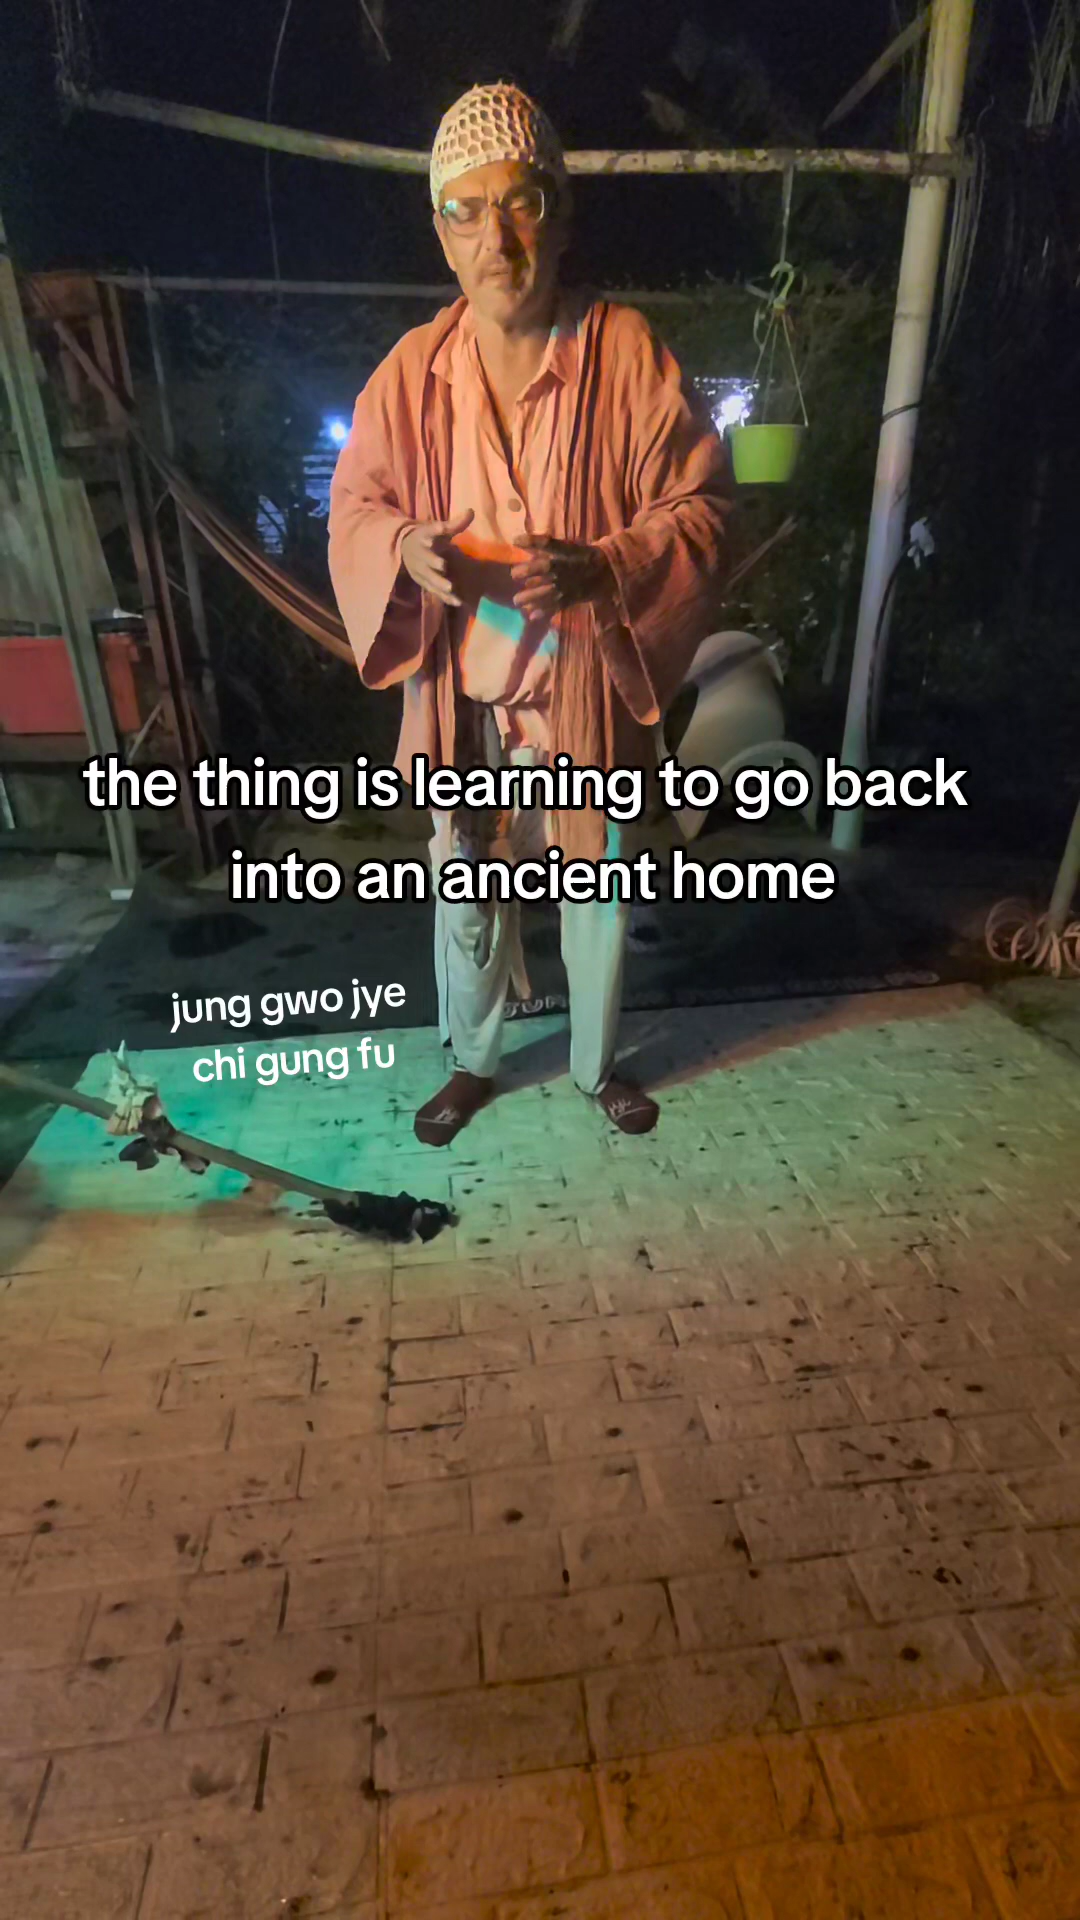 the thing is learning to go back
into an ancient home
jung gwo jye
chi gung fu